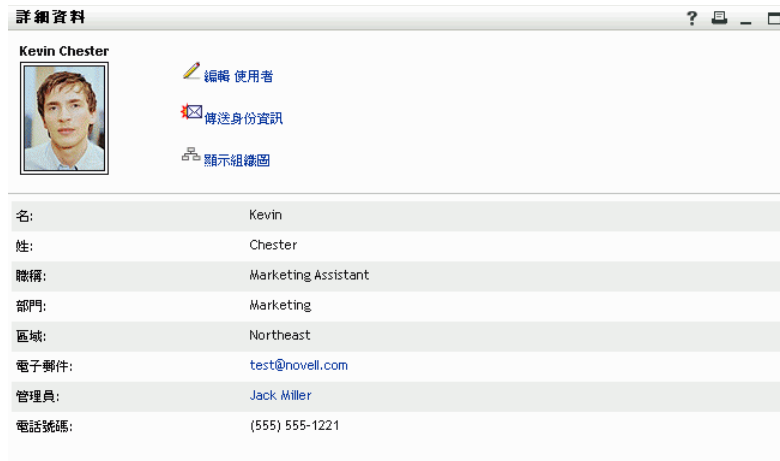 詳細資料 ?
Kevin Chester
編輯 使用者
傳送身份資訊
顯示組織圖
名: Kevin
姓: Chester
職稱: Marketing Assistant
部門: Marketing
區域: Northeast
電子郵件: test@novell.com
管理員: Jack Miller
電話號碼: (555) 555-1221